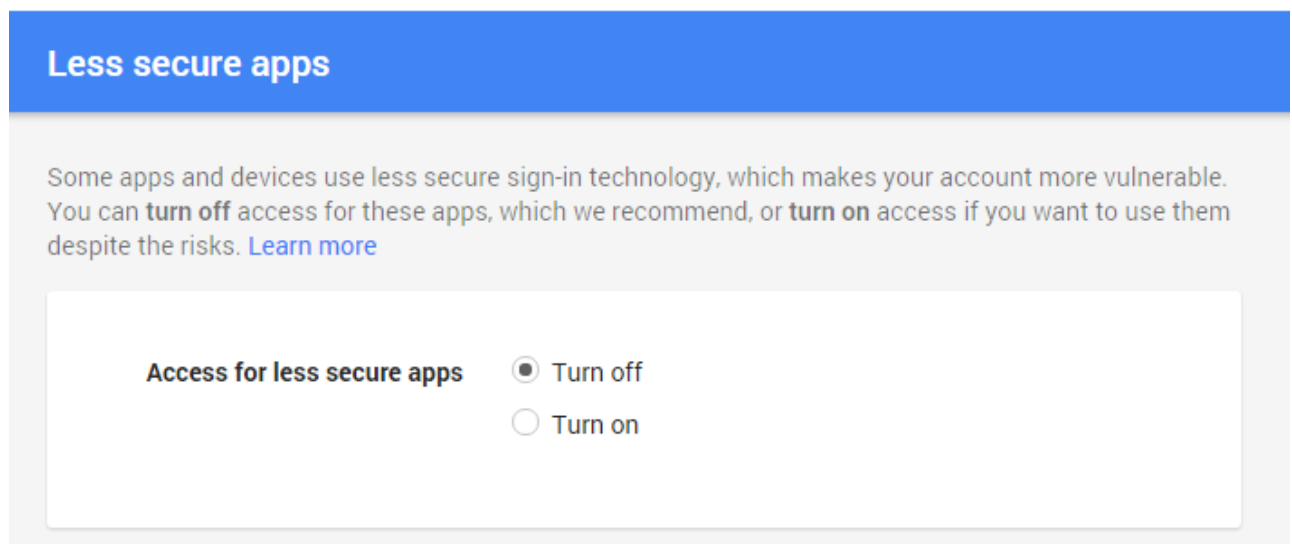 Less secure apps
Some apps and devices use less secure sign-in technology, which makes your account more vulnerable.
You can turn off access for these apps, which we recommend, or turn on access if you want to use them
despite the risks. Learn more
Access for less secure apps
Turn off
Turn on